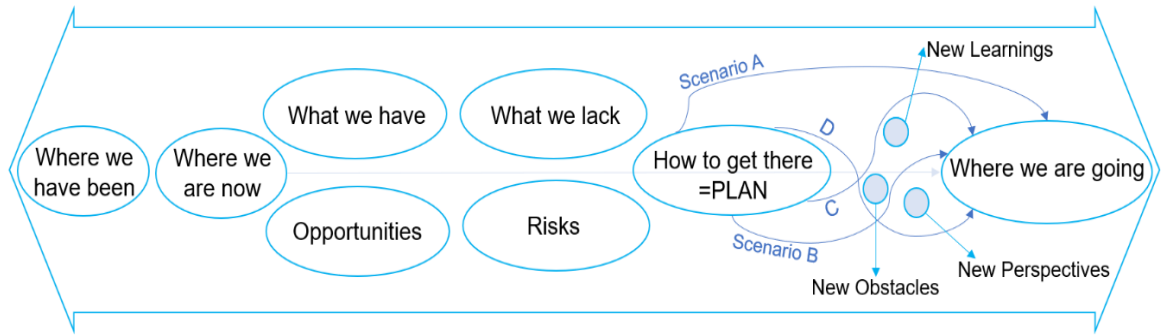 Where we
have been
Where we
are now
What we have
What we lack
Opportunities
Risks
How to get there
=PLAN
Scenario A
D
C
Scenario B
New Learnings
New Obstacles
New Perspectives
Where we are going